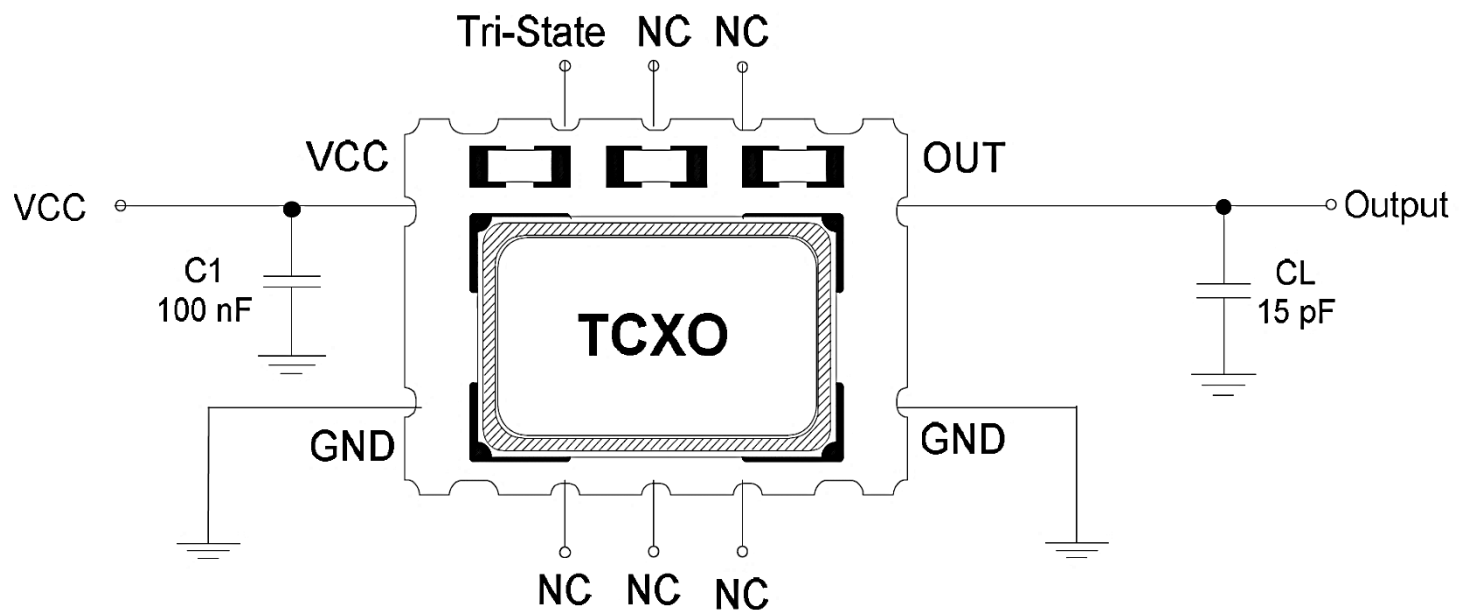 Tri-State NC NC
VCC
OUT
VCC
Output
C1
100 nF
CL
15 pF
TCXO
GND
GND
NC NC NC